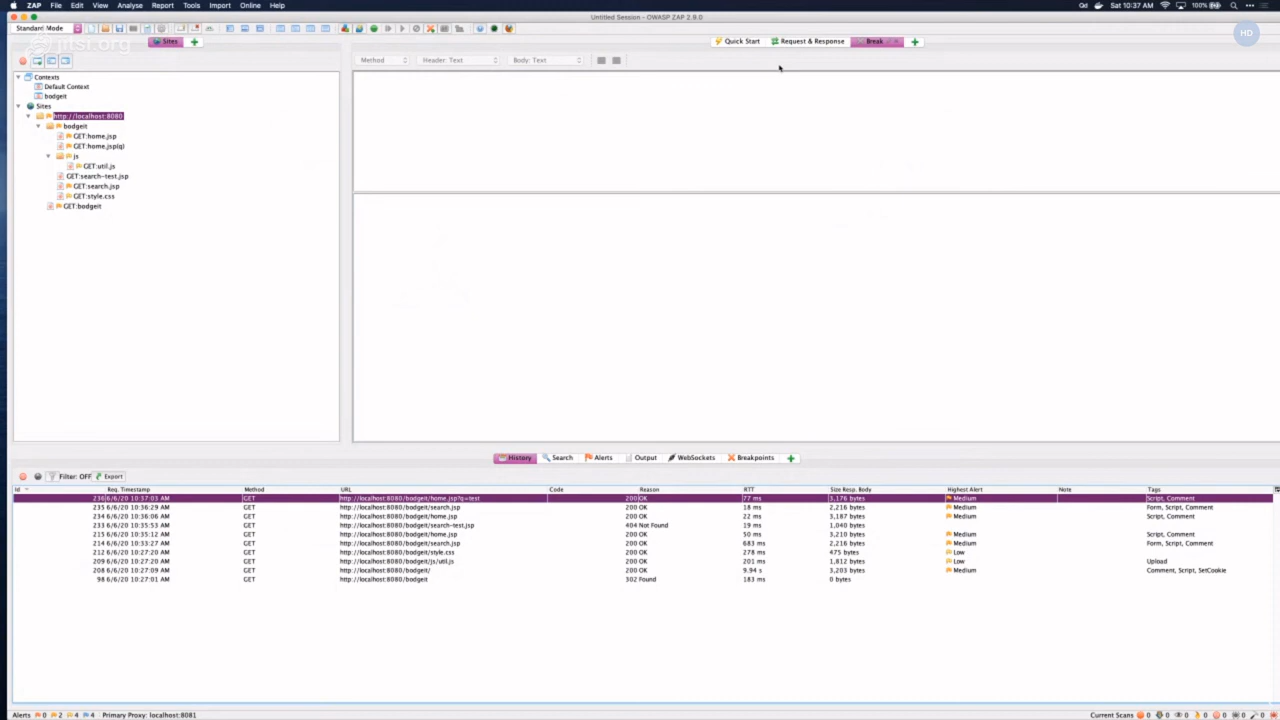 ZAP File Edit View Analyse Report Tools Import Online Help Sat 10:37 AM 100%
Untitled Session - OWASP ZAP 2.9.0
Standard Mode
jitsi.org
HD
Sites
Quick Start Request & Response Break
Method Header: Text Body: Text
Contexts
Default Context
bodgeit
Sites
http://localhost:8080
bodgeit
GET:home.jsp
GET:home.jsp(q)
js
GET:util.js
GET:search-test.jsp
GET:search.jsp
GET:style.css
GET:bodgeit
History Search Alerts Output WebSockets Breakpoints
Filter: OFF Export
Id Req. Timestamp Method URL Code Reason RTT Size Resp. Body Highest Alert Note Tags
236 6/6/20 10:37:03 AM GET http://localhost:8080/bodgeit/home.jsp?q=test 200 OK 77 ms 3,176 bytes Medium Script, Comment
235 6/6/20 10:36:29 AM GET http://localhost:8080/bodgeit/search.jsp 200 OK 18 ms 2,216 bytes Medium Form, Script, Comment
234 6/6/20 10:36:06 AM GET http://localhost:8080/bodgeit/home.jsp 200 OK 22 ms 3,187 bytes Medium Script, Comment
233 6/6/20 10:35:53 AM GET http://localhost:8080/bodgeit/search-test.jsp 404 Not Found 19 ms 1,040 bytes
215 6/6/20 10:35:12 AM GET http://localhost:8080/bodgeit/home.jsp 200 OK 50 ms 3,210 bytes Medium Script, Comment
214 6/6/20 10:33:27 AM GET http://localhost:8080/bodgeit/search.jsp 200 OK 683 ms 2,216 bytes Medium Form, Script, Comment
212 6/6/20 10:27:20 AM GET http://localhost:8080/bodgeit/style.css 200 OK 278 ms 475 bytes Low
209 6/6/20 10:27:20 AM GET http://localhost:8080/bodgeit/js/util.js 200 OK 201 ms 1,812 bytes Low Upload
208 6/6/20 10:27:09 AM GET http://localhost:8080/bodgeit/ 200 OK 9.94 s 3,203 bytes Medium Comment, Script, SetCookie
98 6/6/20 10:27:01 AM GET http://localhost:8080/bodgeit 302 Found 183 ms 0 bytes
Alerts 0 2 4 4 Primary Proxy: localhost:8081 Current Scans 0 0 0 0 0 0 0